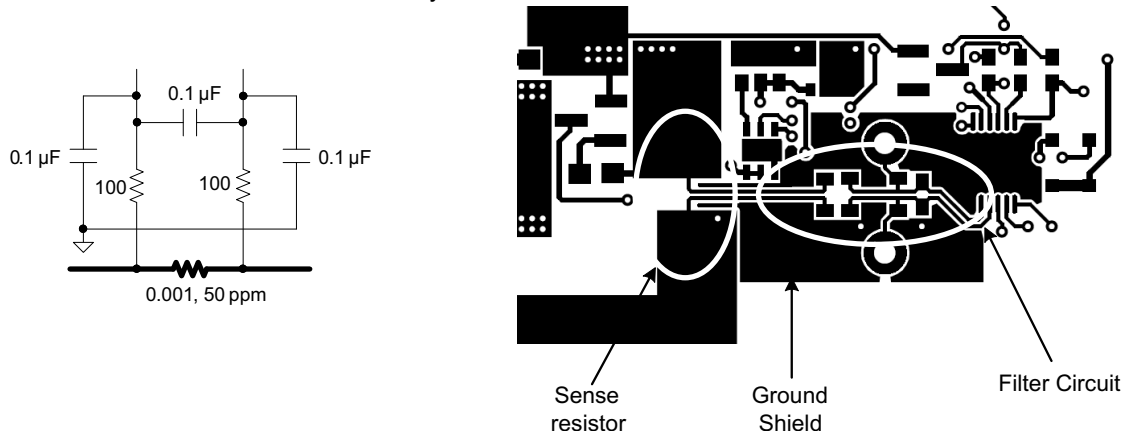 0.1 µF
0.1 µF
0.1 µF
100
100
0.001, 50 ppm
Sense
resistor
Ground
Shield
Filter Circuit